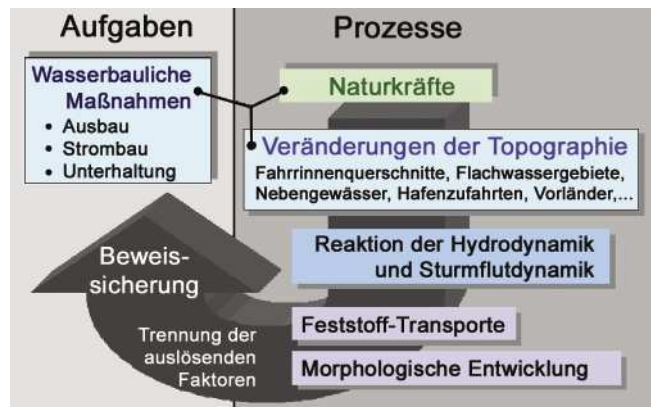 Aufgaben
Wasserbauliche
Maßnahmen
• Ausbau
• Strombau
• Unterhaltung
Beweis-
sicherung
Trennung der
auslösenden
Faktoren
Prozesse
Naturkräfte
Veränderungen der Topographie
Fahrrinnenquerschnitte, Flachwassergebiete,
Nebengewässer, Hafenzufahrten, Vorländer,...
Reaktion der Hydrodynamik
und Sturmflutdynamik
Feststoff-Transporte
Morphologische Entwicklung